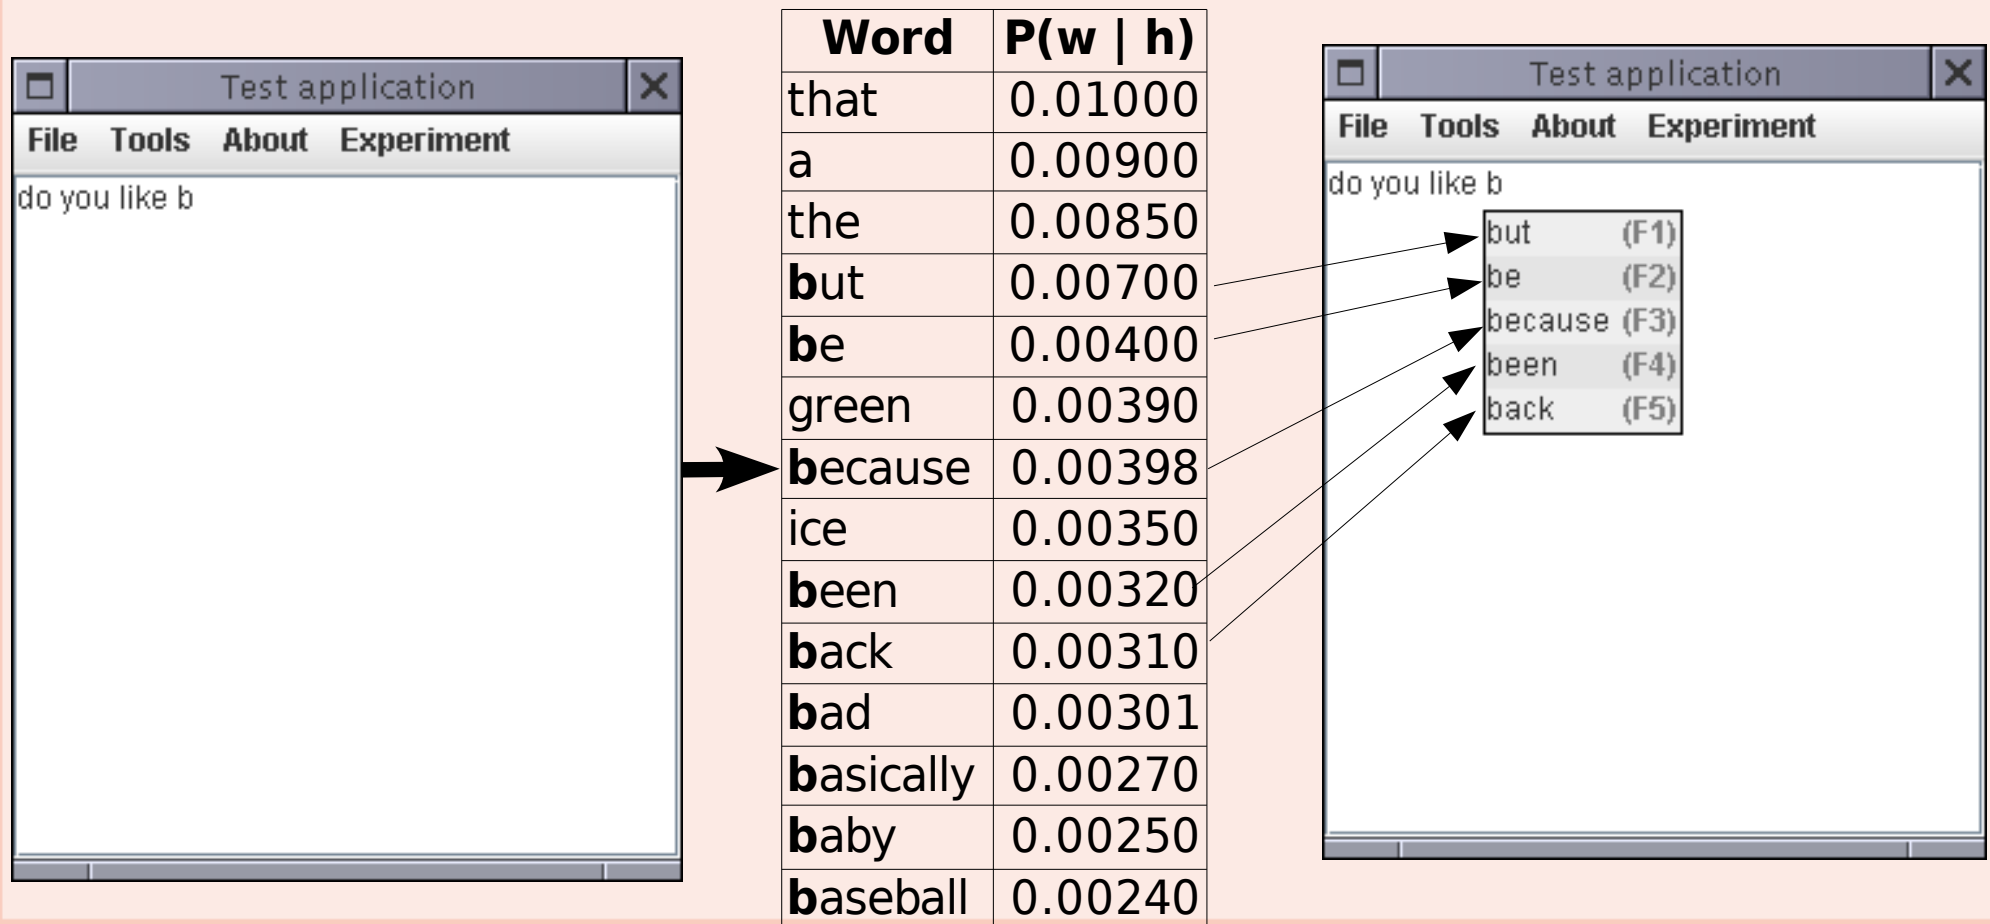 Test application
File Tools About Experiment
do you like b
Word P(w | h)
that 0.01000
a 0.00900
the 0.00850
but 0.00700
be 0.00400
green 0.00390
because 0.00398
ice 0.00350
been 0.00320
back 0.00310
bad 0.00301
basically 0.00270
baby 0.00250
baseball 0.00240
Test application
File Tools About Experiment
do you like b
but (F1)
be (F2)
because (F3)
been (F4)
back (F5)